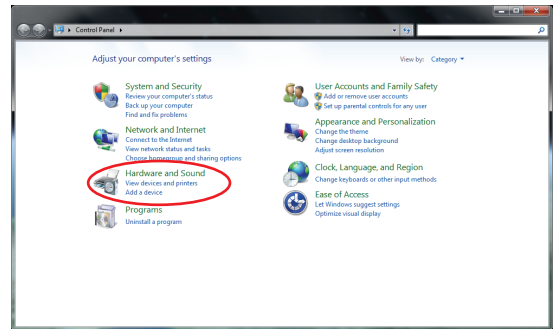 Control Panel
Adjust your computer's settings
View by: Category
System and Security
Review your computer's status
Back up your computer
Find and fix problems
Network and Internet
Connect to the Internet
View network status and tasks
Choose homegroup and sharing options
Hardware and Sound
View devices and printers
Add a device
Programs
Uninstall a program
User Accounts and Family Safety
Add or remove user accounts
Set up parental controls for any user
Appearance and Personalization
Change the theme
Change desktop background
Adjust screen resolution
Clock, Language, and Region
Change keyboards or other input methods
Ease of Access
Let Windows suggest settings
Optimize visual display